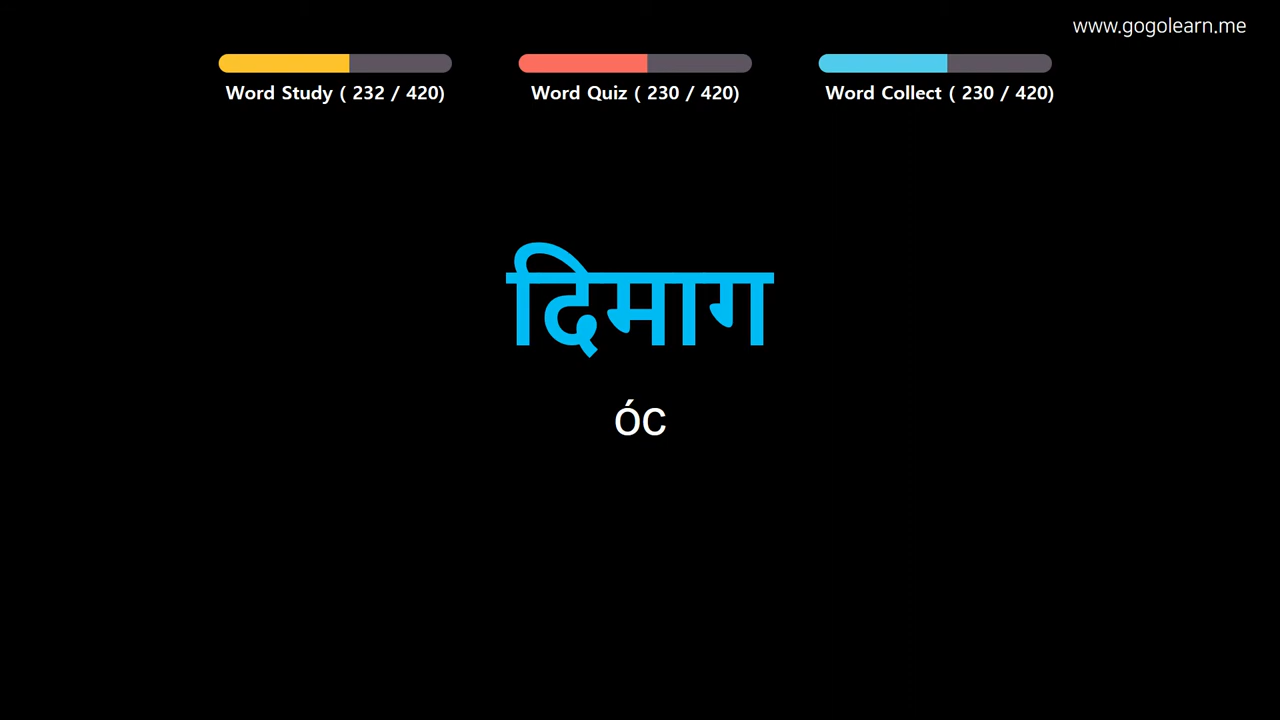 www.gogolearn.me
Word Study ( 232 / 420)
Word Quiz ( 230 / 420)
Word Collect ( 230 / 420)
दिमाग
óc